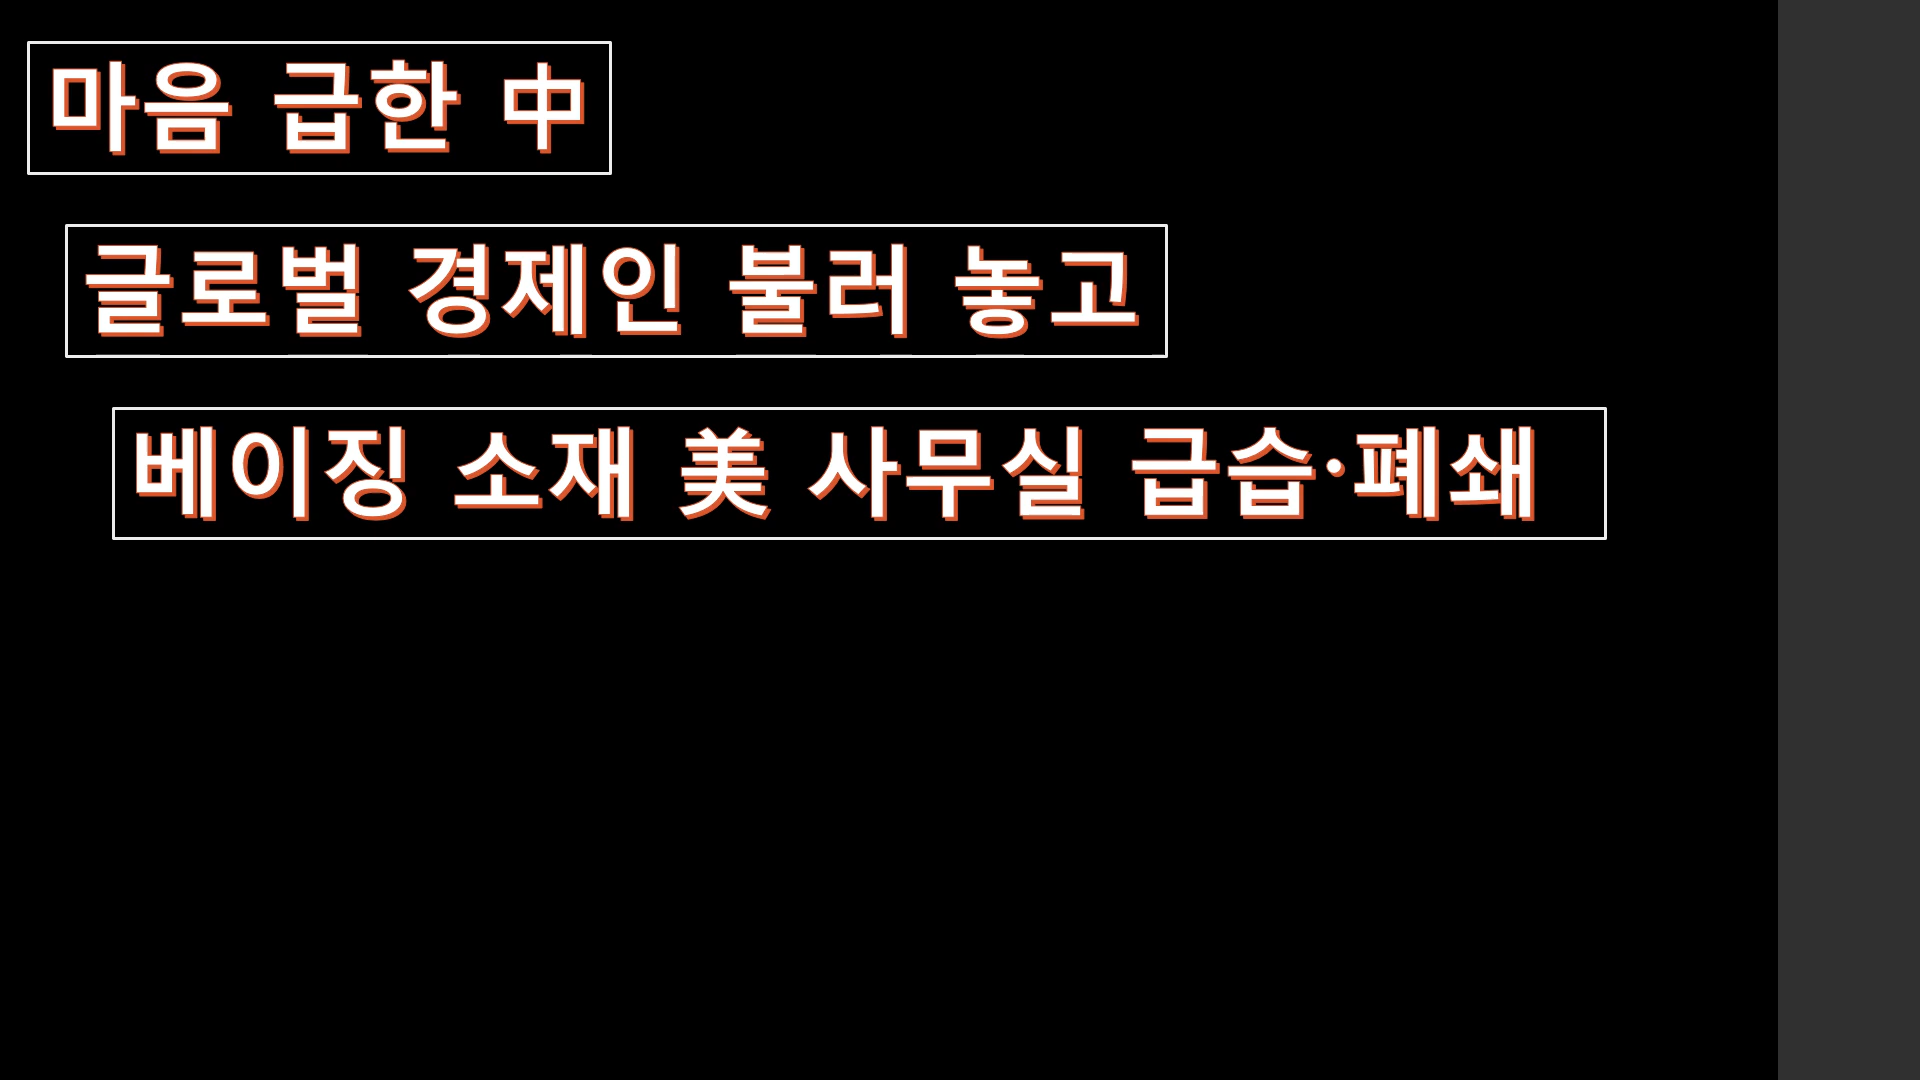 마음 급한 中
글로벌 경제인 불러 놓고
베이징 소재 美 사무실 급습·폐쇄